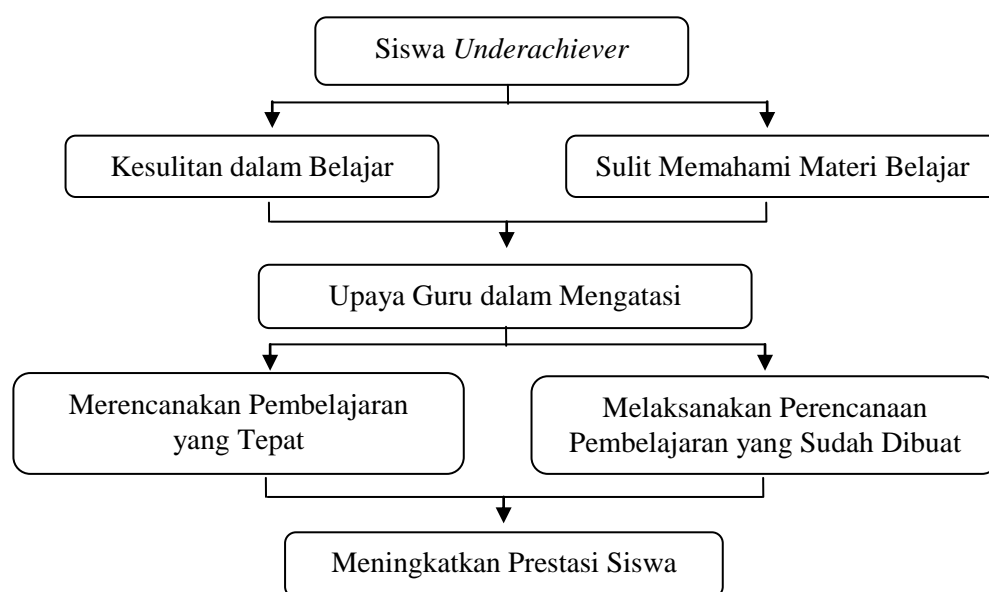 Siswa Underachiever
Kesulitan dalam Belajar
Sulit Memahami Materi Belajar
Upaya Guru dalam Mengatasi
Merencanakan Pembelajaran
yang Tepat
Melaksanakan Perencanaan
Pembelajaran yang Sudah Dibuat
Meningkatkan Prestasi Siswa